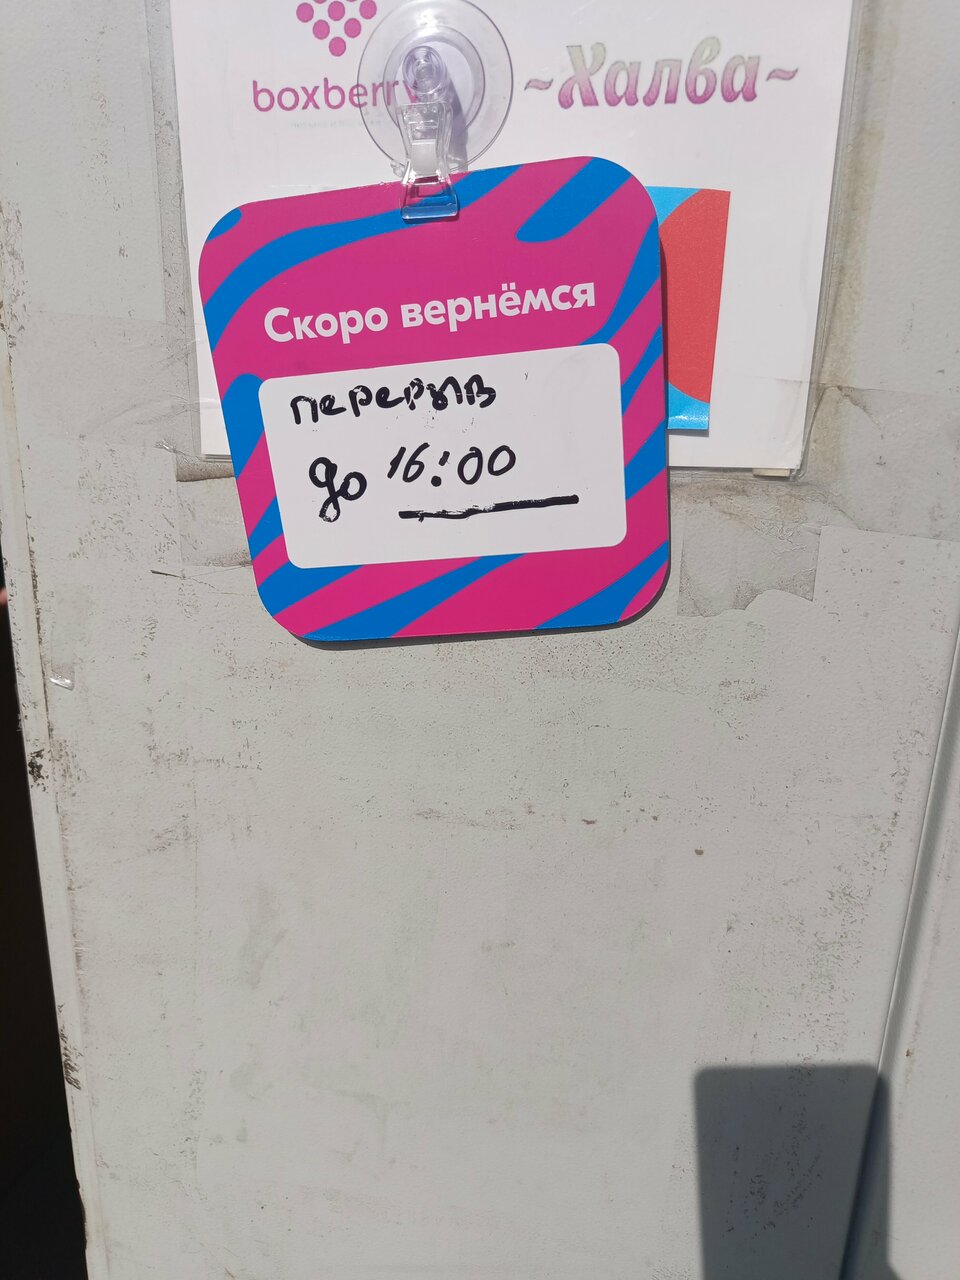 boxberry
~Халва~
Скоро вернёмся
перерыв
до 16:00